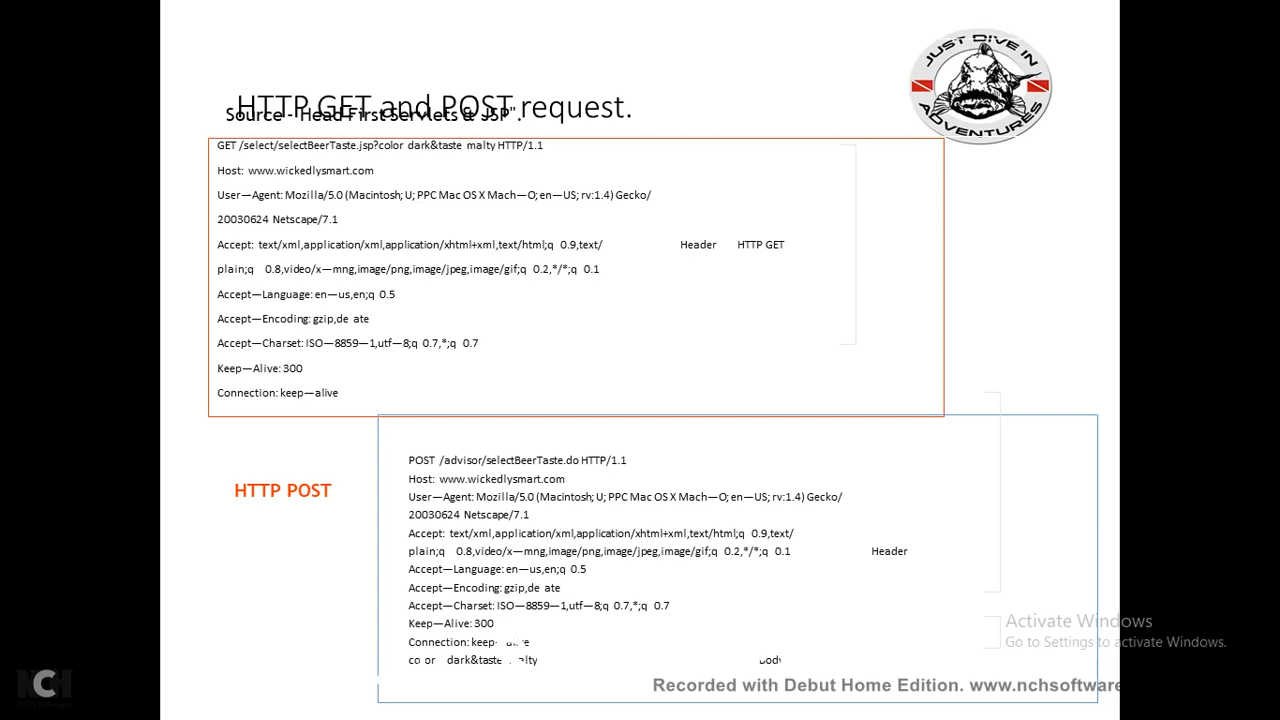 JUST DIVE IN
ADVENTURES
HTTP GET and POST request.
Source - "Head First Servlets & JSP".
GET /select/selectBeerTaste.jsp?color dark&taste malty HTTP/1.1
Host: www.wickedlysmart.com
User—Agent: Mozilla/5.0 (Macintosh; U; PPC Mac OS X Mach—O; en—US; rv:1.4) Gecko/
20030624 Netscape/7.1
Accept: text/xml,application/xml,application/xhtml+xml,text/html;q 0.9,text/ Header HTTP GET
plain;q 0.8,video/x—mng,image/png,image/jpeg,image/gif;q 0.2,*/*;q 0.1
Accept—Language: en—us,en;q 0.5
Accept—Encoding: gzip,de ate
Accept—Charset: ISO—8859—1,utf—8;q 0.7,*;q 0.7
Keep—Alive: 300
Connection: keep—alive
HTTP POST
POST /advisor/selectBeerTaste.do HTTP/1.1
Host: www.wickedlysmart.com
User—Agent: Mozilla/5.0 (Macintosh; U; PPC Mac OS X Mach—O; en—US; rv:1.4) Gecko/
20030624 Netscape/7.1
Accept: text/xml,application/xml,application/xhtml+xml,text/html;q 0.9,text/
plain;q 0.8,video/x—mng,image/png,image/jpeg,image/gif;q 0.2,*/*;q 0.1 Header
Accept—Language: en—us,en;q 0.5
Accept—Encoding: gzip,de ate
Accept—Charset: ISO—8859—1,utf—8;q 0.7,*;q 0.7
Keep—Alive: 300
Connection: keep-alive
co or dark&taste malty body
Activate Windows
Go to Settings to activate Windows.
Recorded with Debut Home Edition. www.nchsoftware
NCH